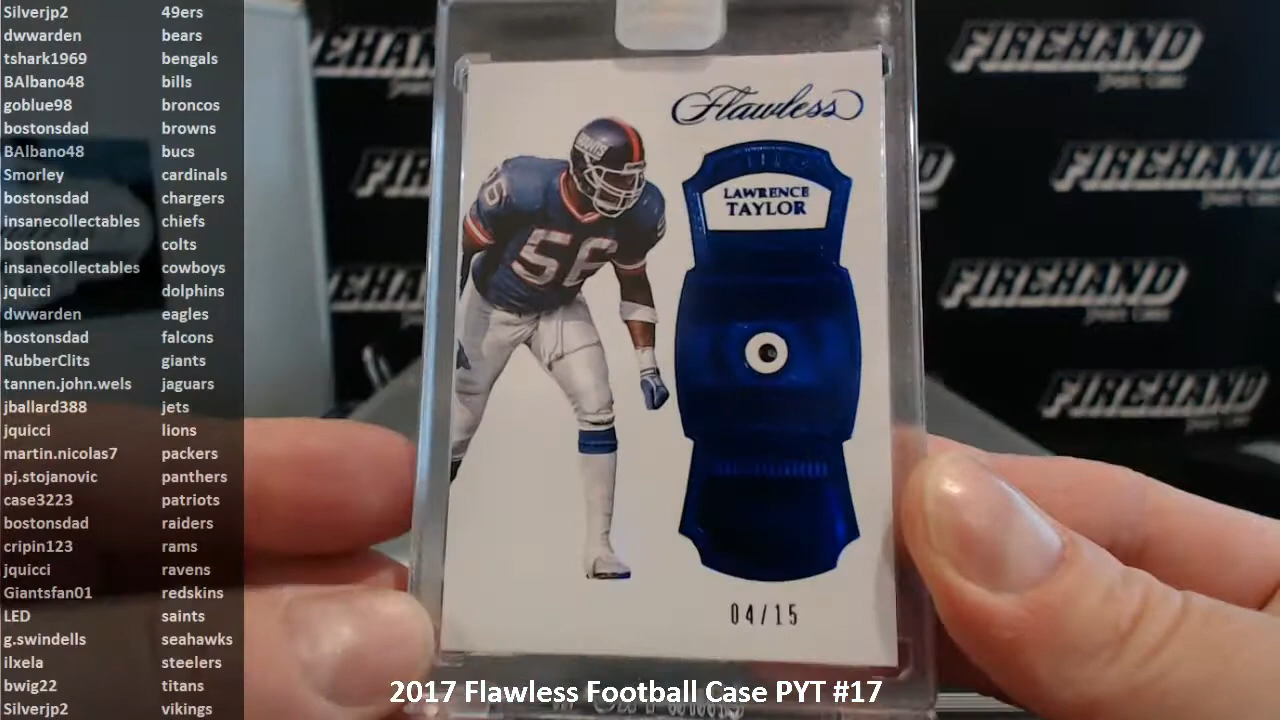 Silverjp2 49ers
dwwarden bears
tshark1969 bengals
BAlbano48 bills
goblue98 broncos
bostonsdad browns
BAlbano48 bucs
Smorley cardinals
bostonsdad chargers
insanecollectables chiefs
bostonsdad colts
insanecollectables cowboys
jquicci dolphins
dwwarden eagles
bostonsdad falcons
RubberClits giants
tannen.john.wels jaguars
jballard388 jets
jquicci lions
martin.nicolas7 packers
pj.stojanovic panthers
case3223 patriots
bostonsdad raiders
cripin123 rams
jquicci ravens
Giantsfan01 redskins
LED saints
g.swindells seahawks
ilxela steelers
bwig22 titans
Silverjp2 vikings
Flawless
LAWRENCE
TAYLOR
GIANTS
56
56
04/15
FIREHAND
FIREHAND
FIREHAND
FIREHAND
FIREHAND
2017 Flawless Football Case PYT #17